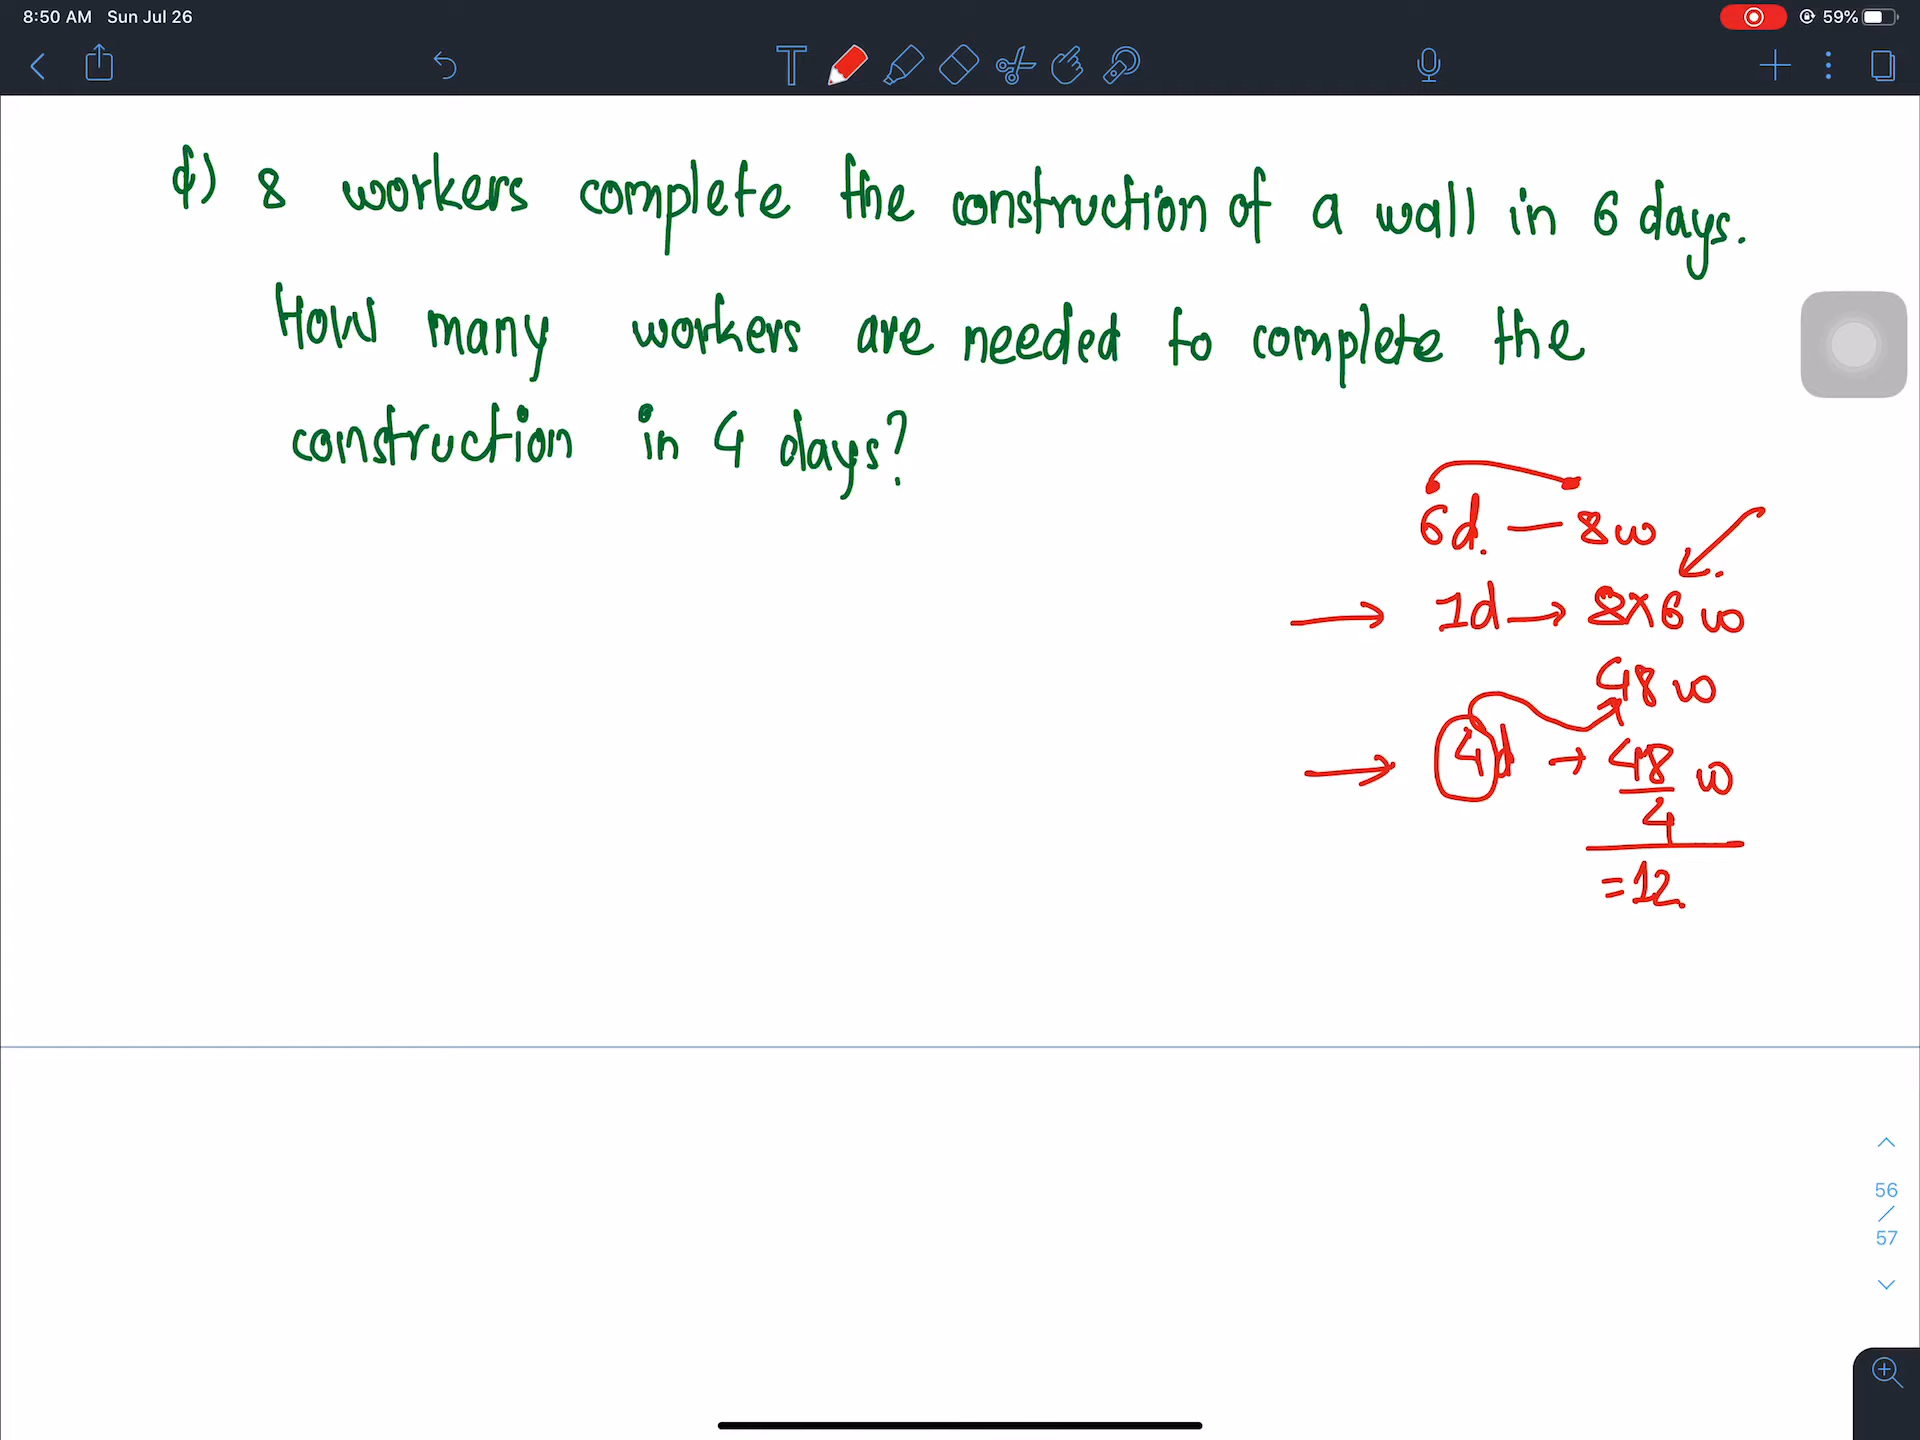 8:50 AM Sun Jul 26
59%
Q) 8 workers complete the construction of a wall in 6 days.
How many workers are needed to complete the
construction in 4 days?
6d. — 8w
→ 1d → 8×6 w
48 w
→ 4d → 48/4 w
=12.
56
/
57